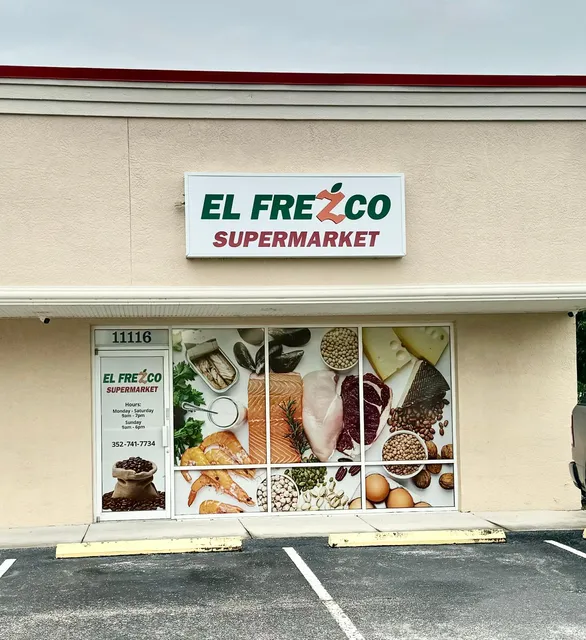 EL FREZCO
SUPERMARKET
11116
EL FREZCO
SUPERMARKET
Hours:
Monday - Saturday
9am - 7pm
Sunday
9am - 6pm
352-741-7734